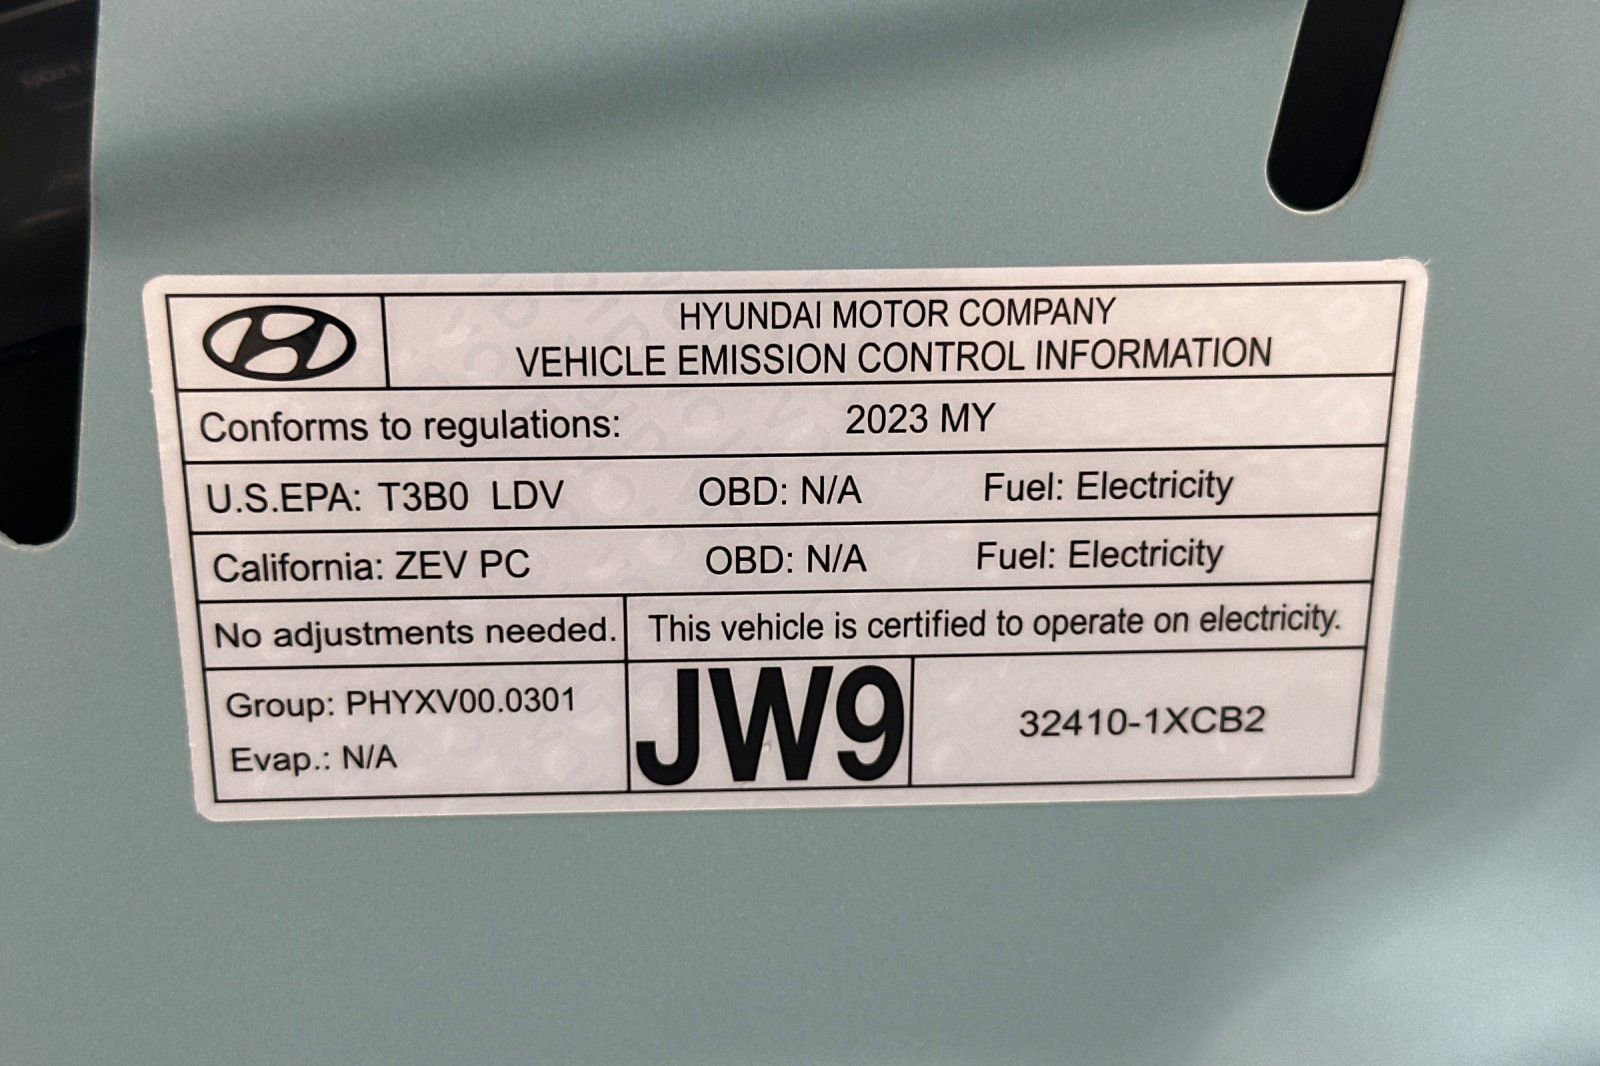 HYUNDAI MOTOR COMPANY
VEHICLE EMISSION CONTROL INFORMATION
Conforms to regulations: 2023 MY
U.S.EPA: T3B0 LDV OBD: N/A Fuel: Electricity
California: ZEV PC OBD: N/A Fuel: Electricity
No adjustments needed. This vehicle is certified to operate on electricity.
Group: PHYXV00.0301
Evap.: N/A
JW9
32410-1XCB2